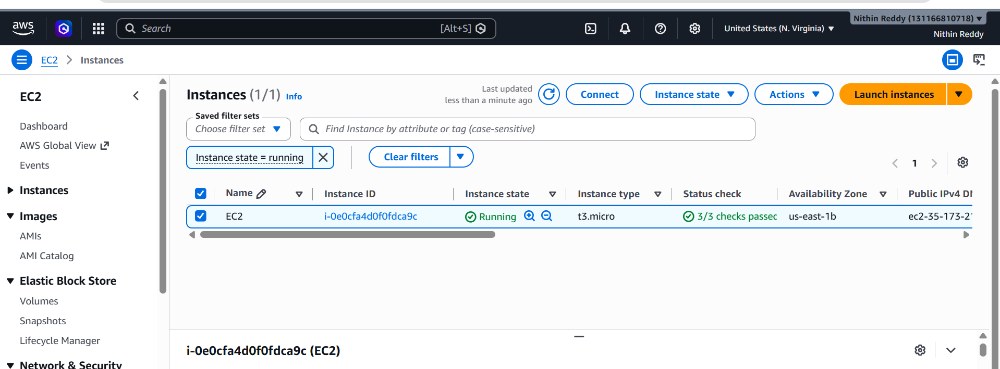 aws
Search
[Alt+S]
United States (N. Virginia)
Nithin Reddy (131166810718)
Nithin Reddy
EC2
Instances
EC2
Dashboard
AWS Global View
Events
Instances
Images
AMIs
AMI Catalog
Elastic Block Store
Volumes
Snapshots
Lifecycle Manager
Network & Security
Instances (1/1) Info
Last updated
less than a minute ago
Connect
Instance state
Actions
Launch instances
Saved filter sets
Choose filter set
Find Instance by attribute or tag (case-sensitive)
Instance state = running
Clear filters
1
Name Instance ID Instance state Instance type Status check Availability Zone Public IPv4
EC2 i-0e0cfa4d0f0fdca9c Running t3.micro 3/3 checks passed us-east-1b ec2-35-173-21
i-0e0cfa4d0f0fdca9c (EC2)